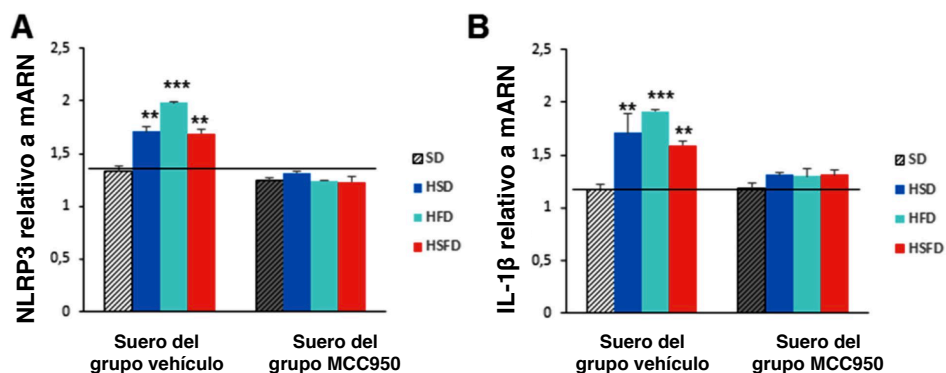 A
NLRP3 relativo a mARN
2,5
2
1,5
1
0,5
0
**
***
**
Suero del
grupo vehículo
Suero del
grupo MCC950
SD
HSD
HFD
HSFD
B
IL-1β relativo a mARN
2,5
2
1,5
1
0,5
0
**
***
**
Suero del
grupo vehículo
Suero del
grupo MCC950
SD
HSD
HFD
HSFD